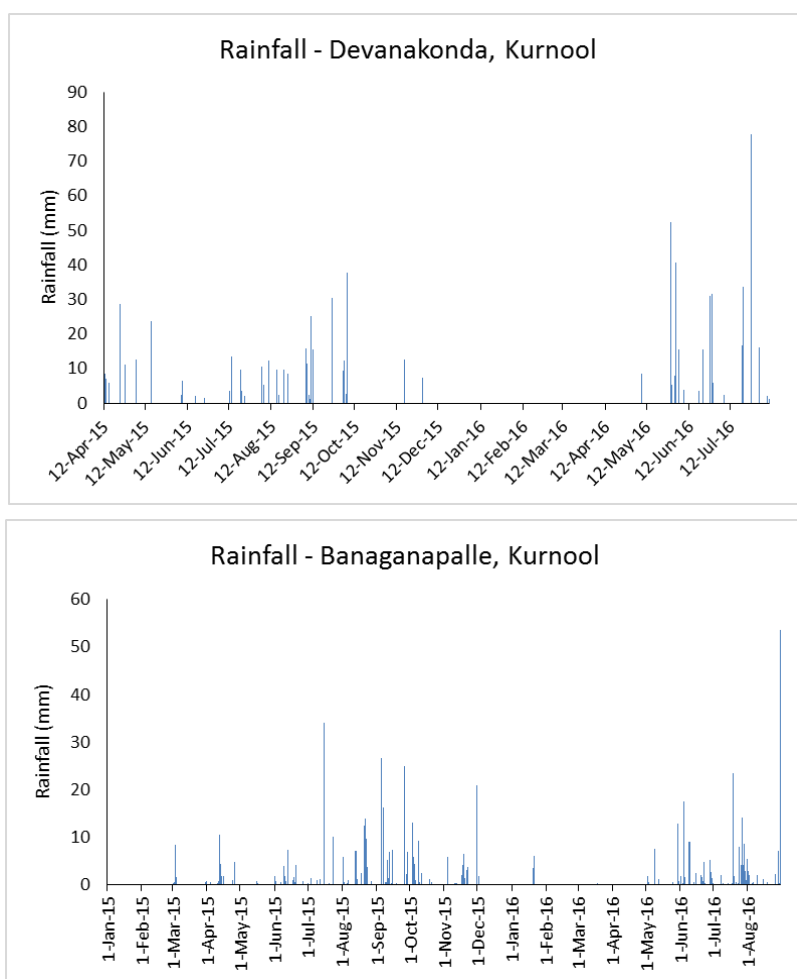 Rainfall - Devanakonda, Kurnool
90
80
70
60
50
40
30
20
10
0
Rainfall (mm)
12-Apr-15
12-May-15
12-Jun-15
12-Jul-15
12-Aug-15
12-Sep-15
12-Oct-15
12-Nov-15
12-Dec-15
12-Jan-16
12-Feb-16
12-Mar-16
12-Apr-16
12-May-16
12-Jun-16
12-Jul-16
Rainfall - Banaganapalle, Kurnool
60
50
40
30
20
10
0
Rainfall (mm)
1-Jan-15
1-Feb-15
1-Mar-15
1-Apr-15
1-May-15
1-Jun-15
1-Jul-15
1-Aug-15
1-Sep-15
1-Oct-15
1-Nov-15
1-Dec-15
1-Jan-16
1-Feb-16
1-Mar-16
1-Apr-16
1-May-16
1-Jun-16
1-Jul-16
1-Aug-16